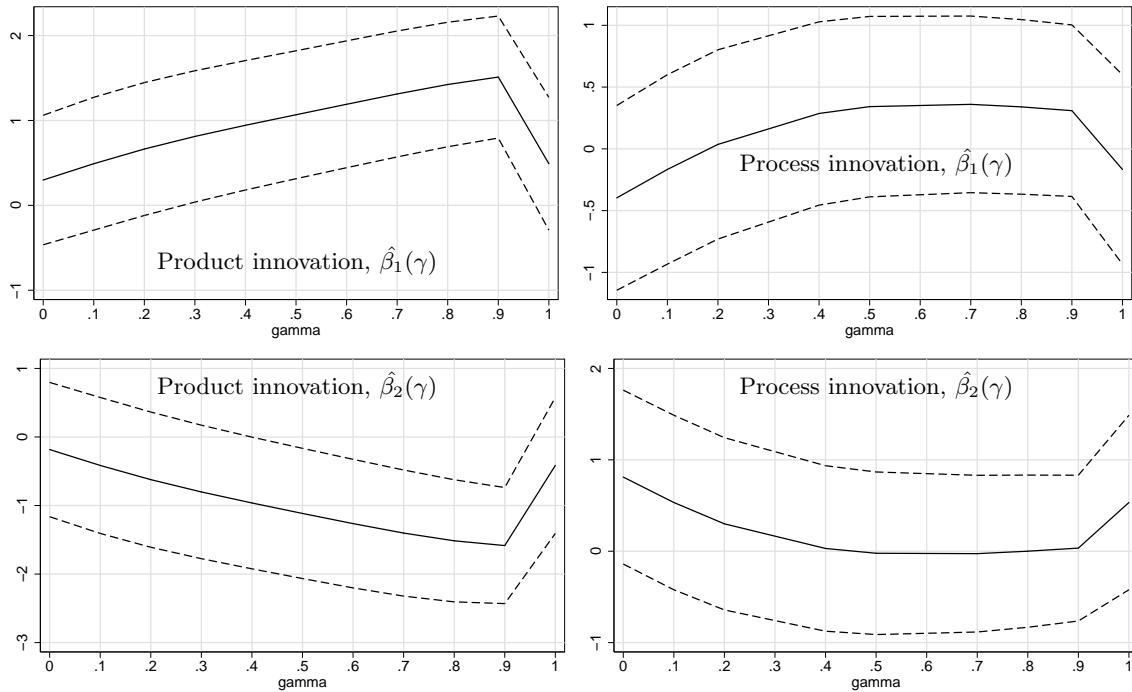 2
1
0
−1
Product innovation, β̂₁(γ)
0 .1 .2 .3 .4 .5 .6 .7 .8 .9 1
gamma
1
.5
0
−.5
−1
Process innovation, β̂₁(γ)
0 .1 .2 .3 .4 .5 .6 .7 .8 .9 1
gamma
1
0
−1
−2
−3
Product innovation, β̂₂(γ)
0 .1 .2 .3 .4 .5 .6 .7 .8 .9 1
gamma
2
1
0
−1
Process innovation, β̂₂(γ)
0 .1 .2 .3 .4 .5 .6 .7 .8 .9 1
gamma